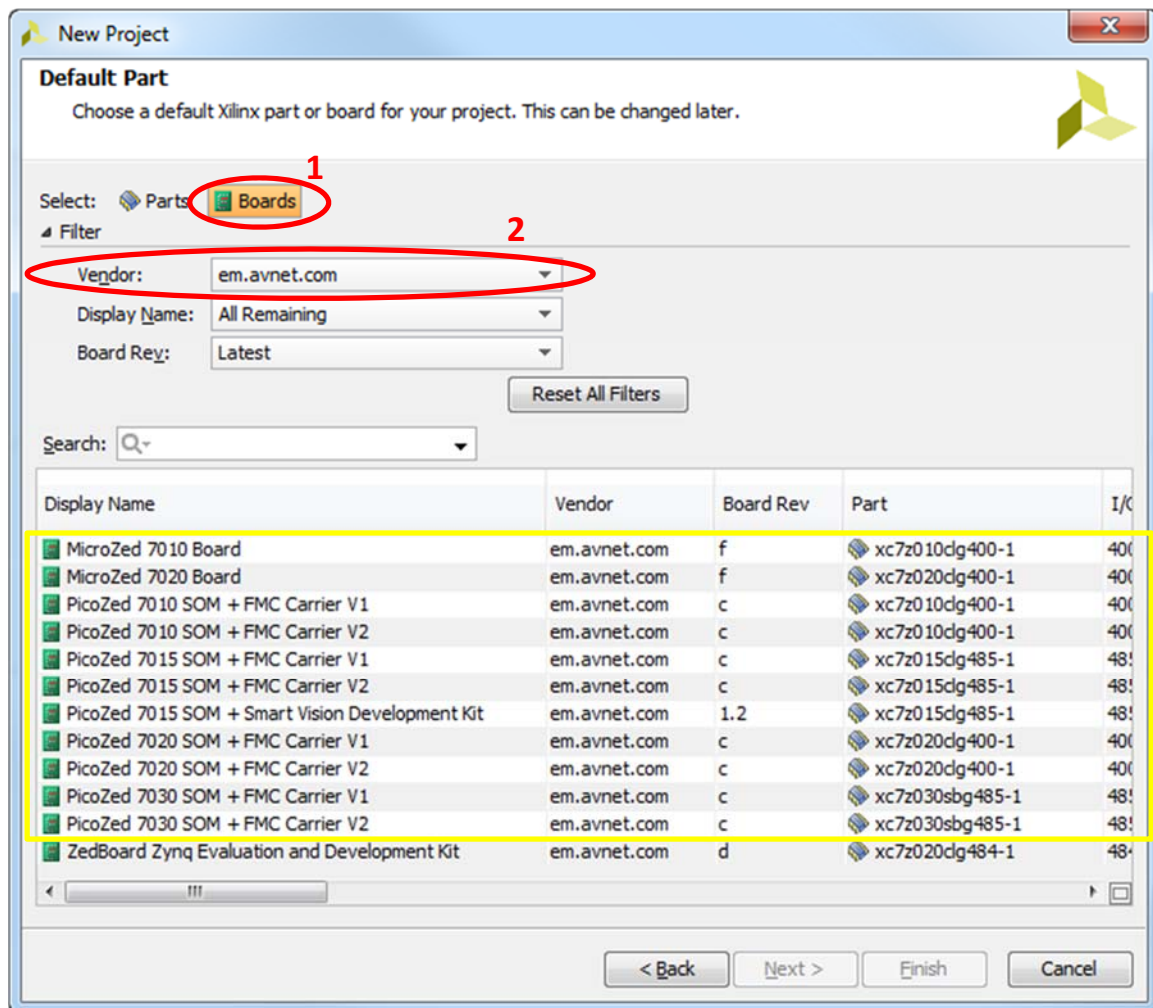 New Project
Default Part
Choose a default Xilinx part or board for your project. This can be changed later.
1
Select: Parts Boards
Filter
2
Vendor: em.avnet.com
Display Name: All Remaining
Board Rev: Latest
Reset All Filters
Search:
Display Name Vendor Board Rev Part
MicroZed 7010 Board em.avnet.com f xc7z010clg400-1
MicroZed 7020 Board em.avnet.com f xc7z020clg400-1
PicoZed 7010 SOM + FMC Carrier V1 em.avnet.com c xc7z010clg400-1
PicoZed 7010 SOM + FMC Carrier V2 em.avnet.com c xc7z010clg400-1
PicoZed 7015 SOM + FMC Carrier V1 em.avnet.com c xc7z015clg485-1
PicoZed 7015 SOM + FMC Carrier V2 em.avnet.com c xc7z015clg485-1
PicoZed 7015 SOM + Smart Vision Development Kit em.avnet.com 1.2 xc7z015clg485-1
PicoZed 7020 SOM + FMC Carrier V1 em.avnet.com c xc7z020clg400-1
PicoZed 7020 SOM + FMC Carrier V2 em.avnet.com c xc7z020clg400-1
PicoZed 7030 SOM + FMC Carrier V1 em.avnet.com c xc7z030sbg485-1
PicoZed 7030 SOM + FMC Carrier V2 em.avnet.com c xc7z030sbg485-1
ZedBoard Zynq Evaluation and Development Kit em.avnet.com d xc7z020clg484-1
< Back Next > Finish Cancel